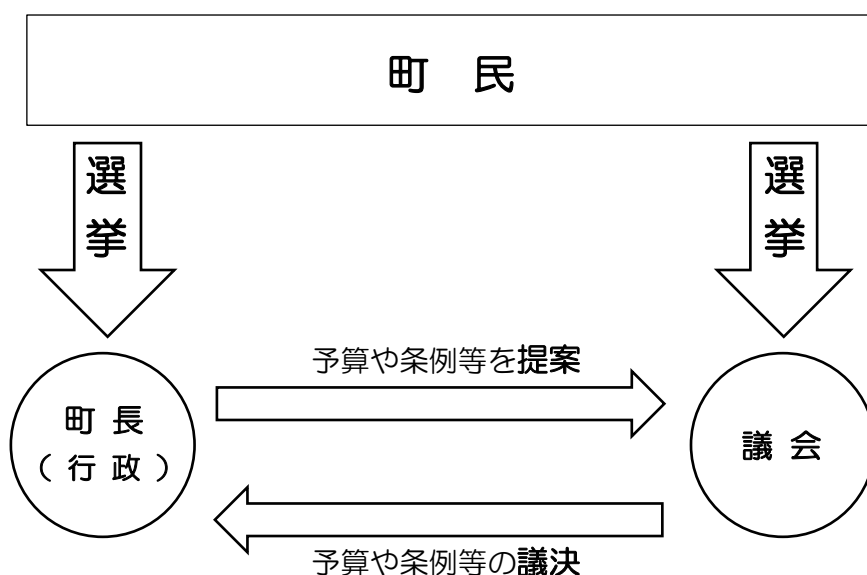 町 民
選挙
選挙
予算や条例等を提案
町 長
（ 行 政 ）
議 会
予算や条例等の議決